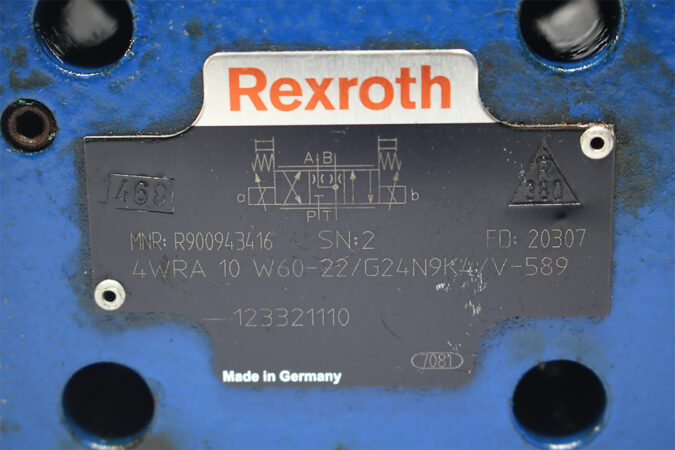 Rexroth
A B
a b
P T
468
R
380
MNR: R900943416 SN: 2 FD: 20307
4WRA 10 W60-22/G24N9K4/V-589
123321110
7081
Made in Germany